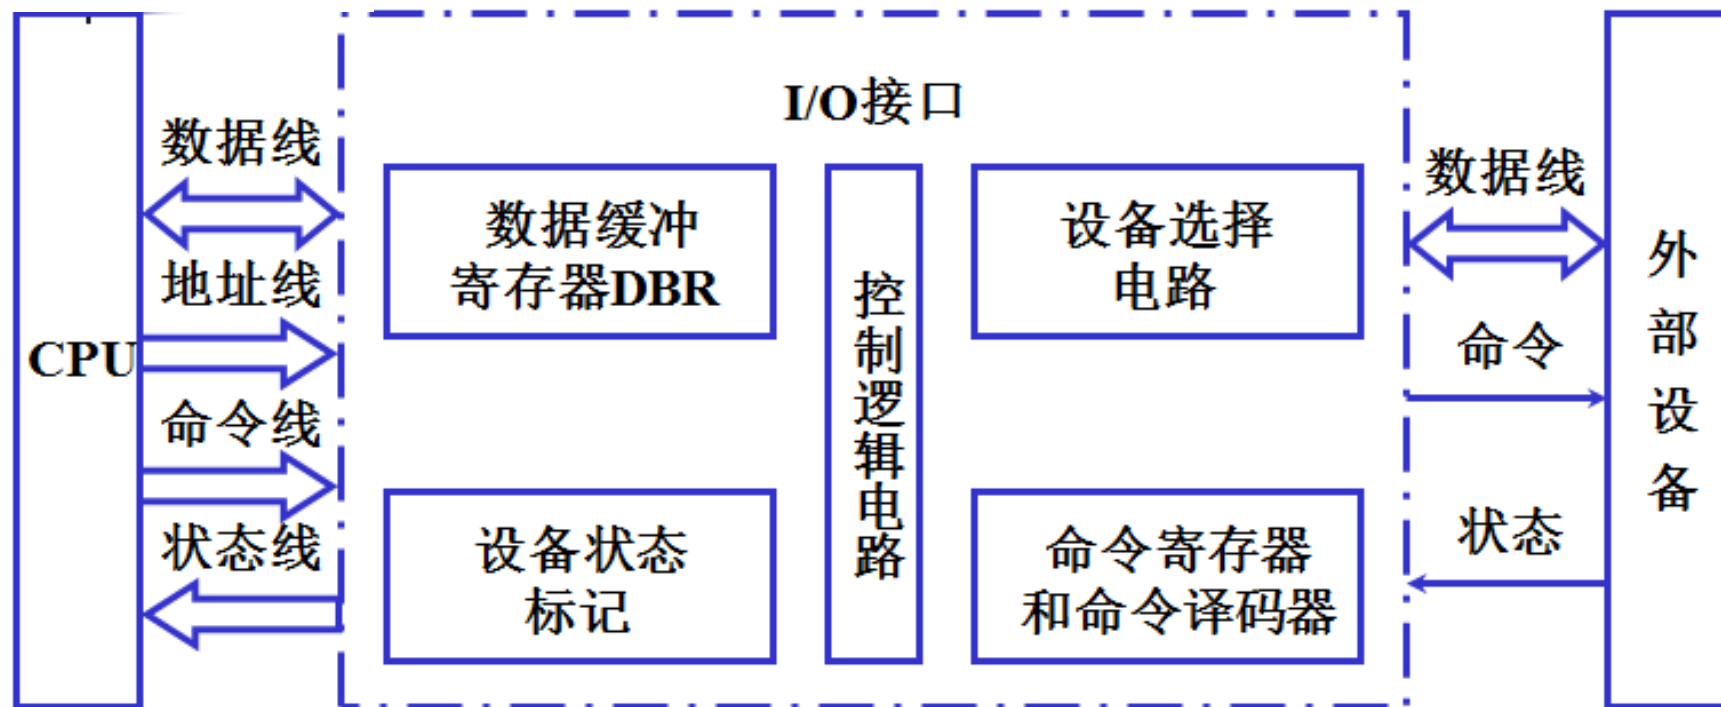 CPU
数据线
地址线
命令线
状态线
I/O接口
数据缓冲
寄存器DBR
设备状态
标记
控制逻辑电路
设备选择
电路
命令寄存器
和命令译码器
数据线
命令
状态
外部设备